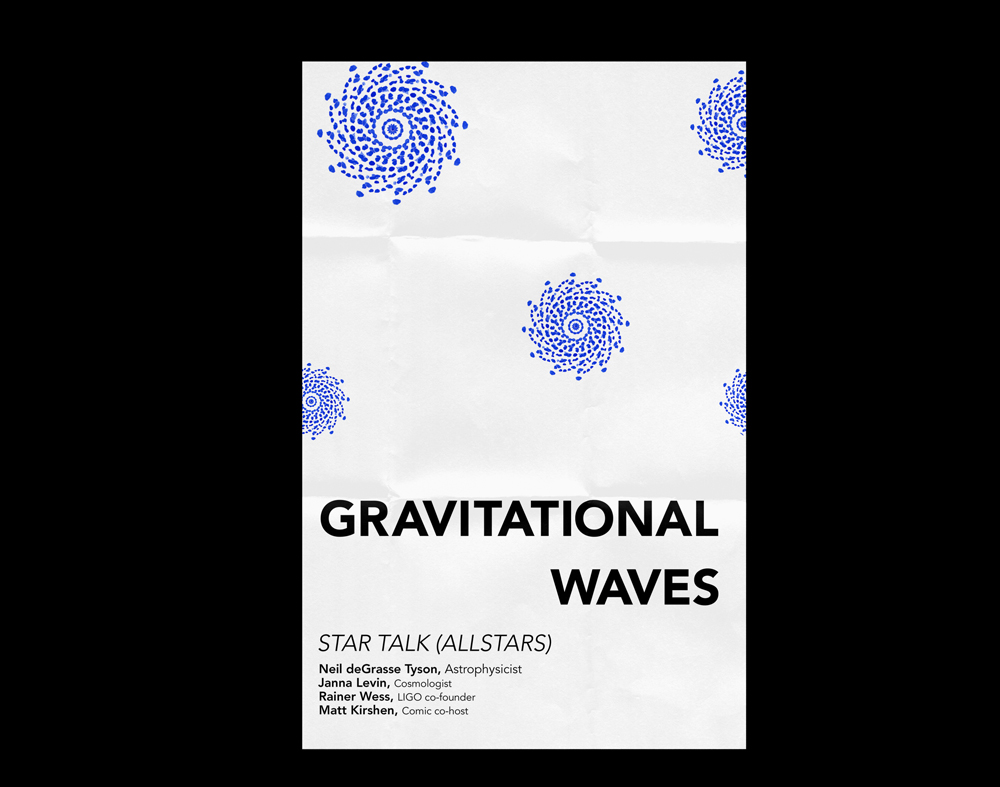 GRAVITATIONAL
WAVES
STAR TALK (ALLSTARS)
Neil deGrasse Tyson, Astrophysicist
Janna Levin, Cosmologist
Rainer Wess, LIGO co-founder
Matt Kirshen, Comic co-host